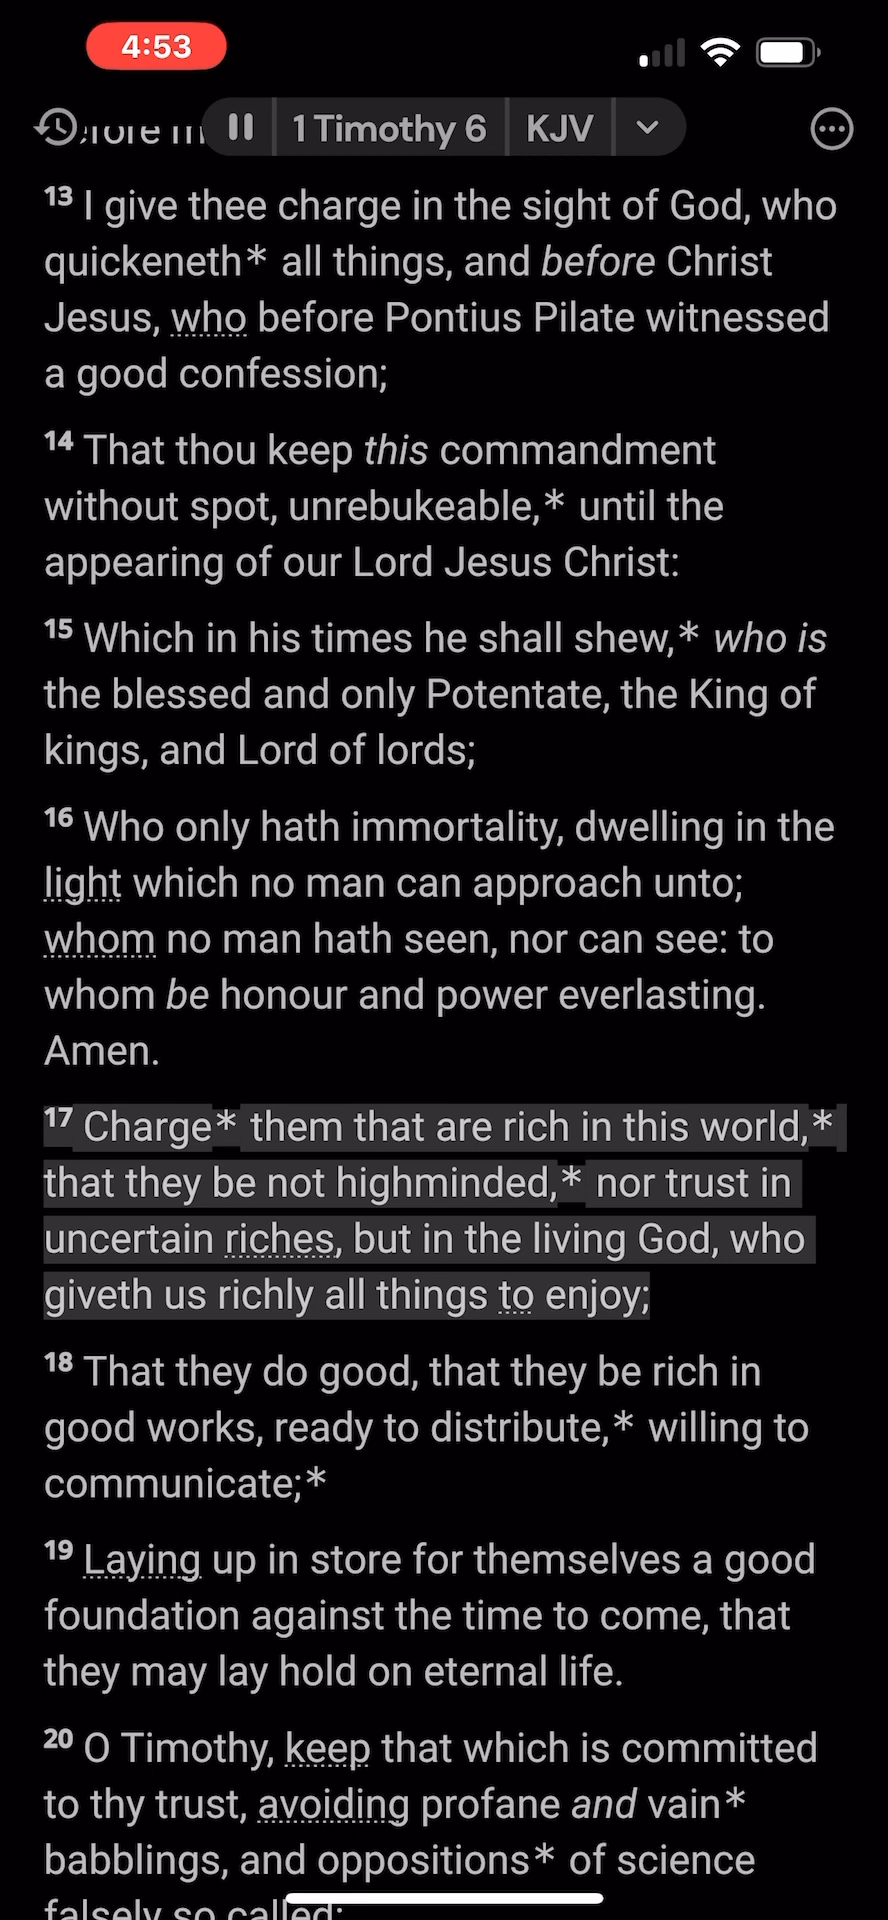 4:53
1 Timothy 6 KJV
13 I give thee charge in the sight of God, who
quickeneth* all things, and before Christ
Jesus, who before Pontius Pilate witnessed
a good confession;
14 That thou keep this commandment
without spot, unrebukeable,* until the
appearing of our Lord Jesus Christ:
15 Which in his times he shall shew,* who is
the blessed and only Potentate, the King of
kings, and Lord of lords;
16 Who only hath immortality, dwelling in the
light which no man can approach unto;
whom no man hath seen, nor can see: to
whom be honour and power everlasting.
Amen.
17 Charge* them that are rich in this world,*
that they be not highminded,* nor trust in
uncertain riches, but in the living God, who
giveth us richly all things to enjoy;
18 That they do good, that they be rich in
good works, ready to distribute,* willing to
communicate;*
19 Laying up in store for themselves a good
foundation against the time to come, that
they may lay hold on eternal life.
20 O Timothy, keep that which is committed
to thy trust, avoiding profane and vain*
babblings, and oppositions* of science
falsely so called: